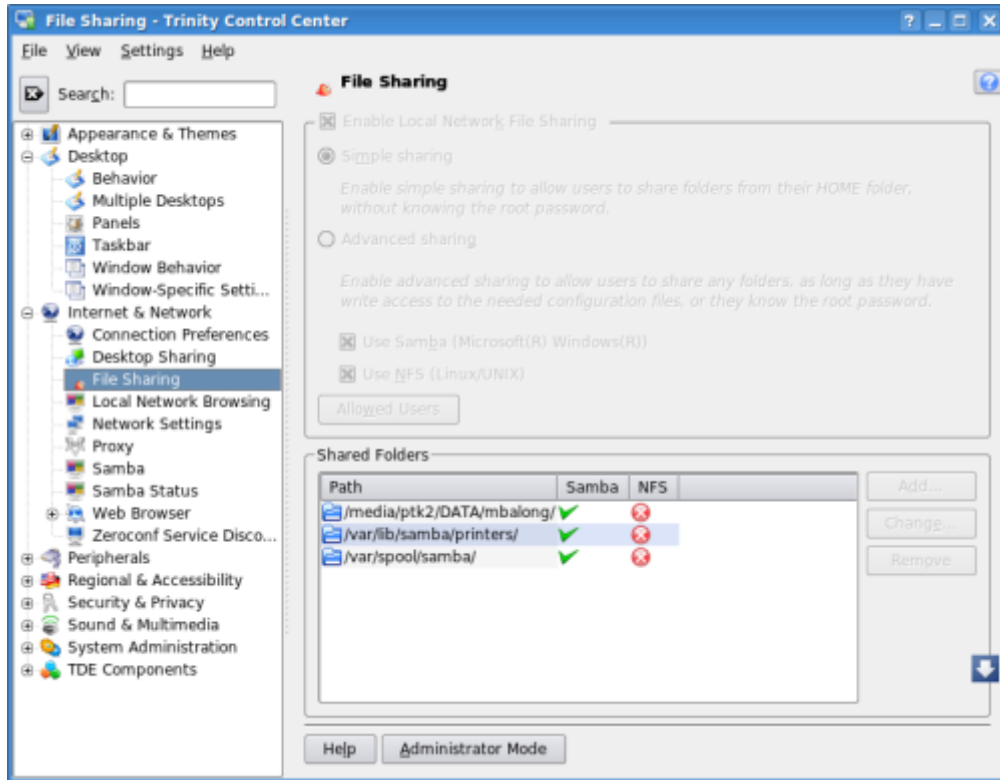 File Sharing - Trinity Control Center
File View Settings Help
Search:
File Sharing
Appearance & Themes
Desktop
Behavior
Multiple Desktops
Panels
Taskbar
Window Behavior
Window-Specific Setti...
Internet & Network
Connection Preferences
Desktop Sharing
File Sharing
Local Network Browsing
Network Settings
Proxy
Samba
Samba Status
Web Browser
Zeroconf Service Disco...
Peripherals
Regional & Accessibility
Security & Privacy
Sound & Multimedia
System Administration
TDE Components
Enable Local Network File Sharing
Simple sharing
Enable simple sharing to allow users to share folders from their HOME folder,
without knowing the root password.
Advanced sharing
Enable advanced sharing to allow users to share any folders, as long as they have
write access to the needed configuration files, or they know the root password.
Use Samba (Microsoft(R) Windows(R))
Use NFS (Linux/UNIX)
Allowed Users
Shared Folders
Path Samba NFS
/media/ptk2/DATA/mbalong/
/var/lib/samba/printers/
/var/spool/samba/
Add...
Change...
Remove
Help Administrator Mode